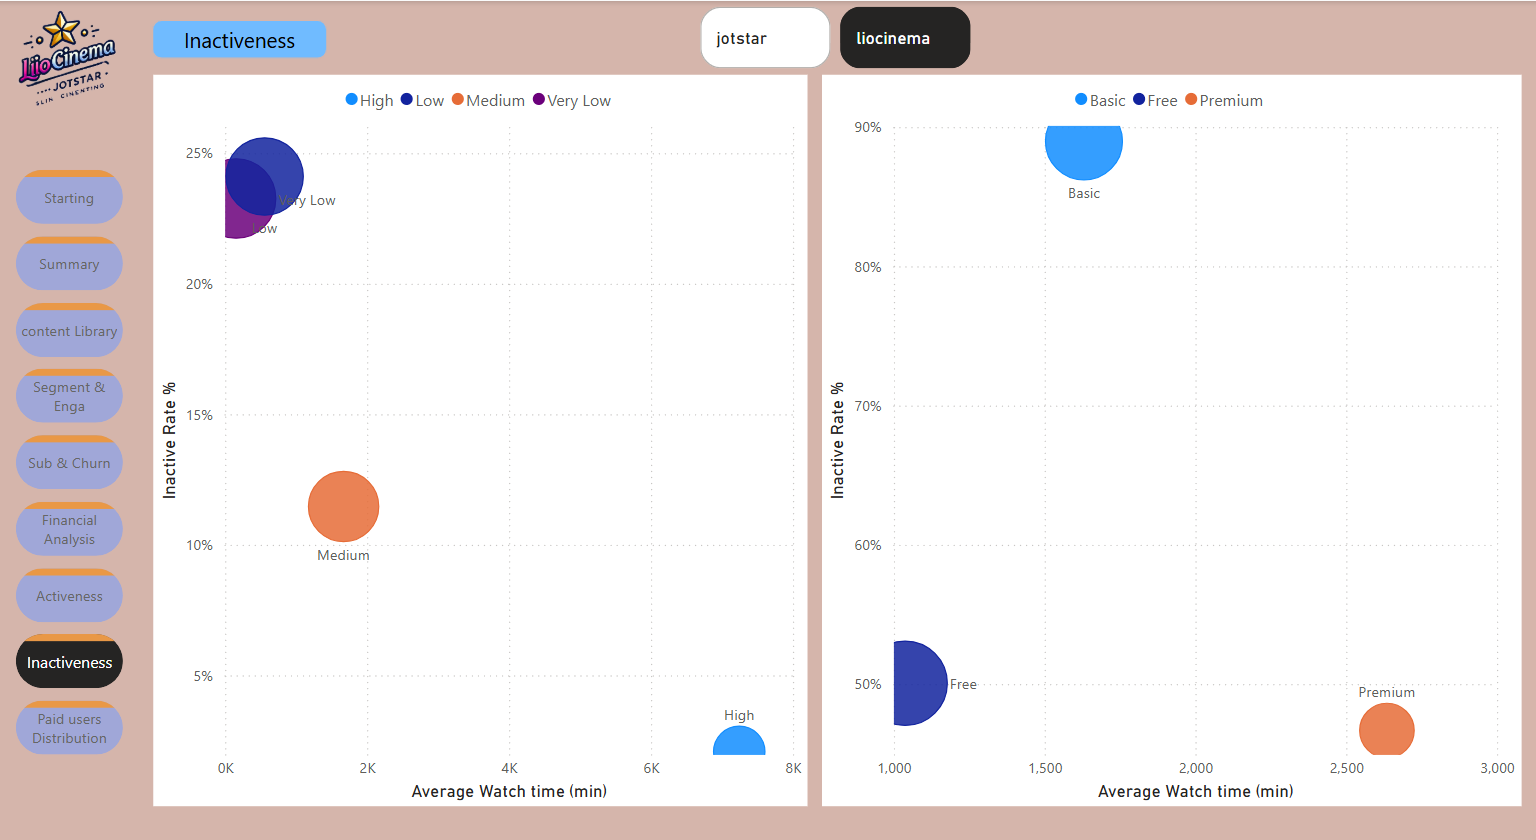 LioCinema
JOTSTAR
Inactiveness
jotstar
liocinema
Starting
Summary
content Library
Segment &
Enga
Sub & Churn
Financial
Analysis
Activeness
Inactiveness
Paid users
Distribution
High Low Medium Very Low
25%
20%
15%
10%
5%
Inactive Rate %
Very Low
Low
Medium
High
0K 2K 4K 6K 8K
Average Watch time (min)
Basic Free Premium
90%
80%
70%
60%
50%
Inactive Rate %
Basic
Free
Premium
1,000 1,500 2,000 2,500 3,000
Average Watch time (min)